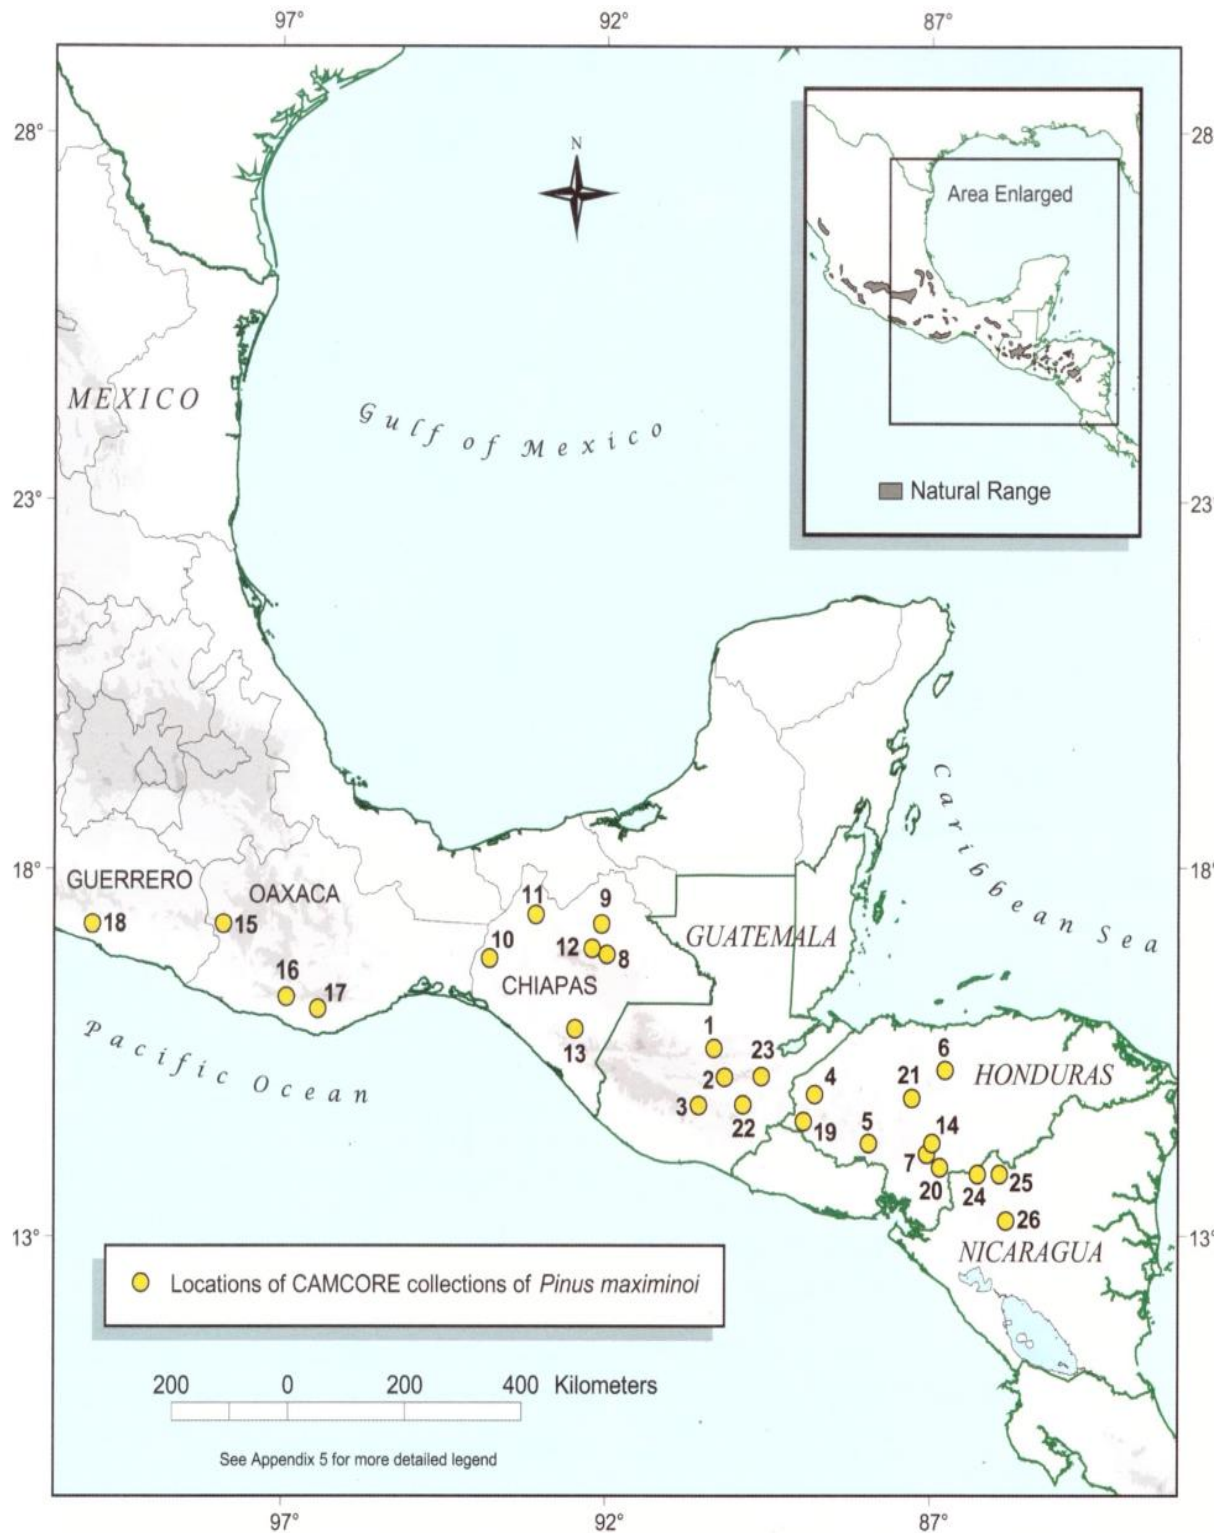 97° 92° 87°
28° 28°
N
Area Enlarged
MEXICO
Gulf of Mexico
Natural Range
23° 23°
Caribbean Sea
18° 18°
GUERRERO
OAXACA
11 9
18 15
GUATEMALA
10 12 8
CHIAPAS
16
17
Pacific Ocean
13
1 23 6
HONDURAS
2 4 21
3 22 19 5 14
7
20 24 25
26
13° 13°
NICARAGUA
Locations of CAMCORE collections of Pinus maximinoi
200 0 200 400 Kilometers
See Appendix 5 for more detailed legend
97° 92° 87°